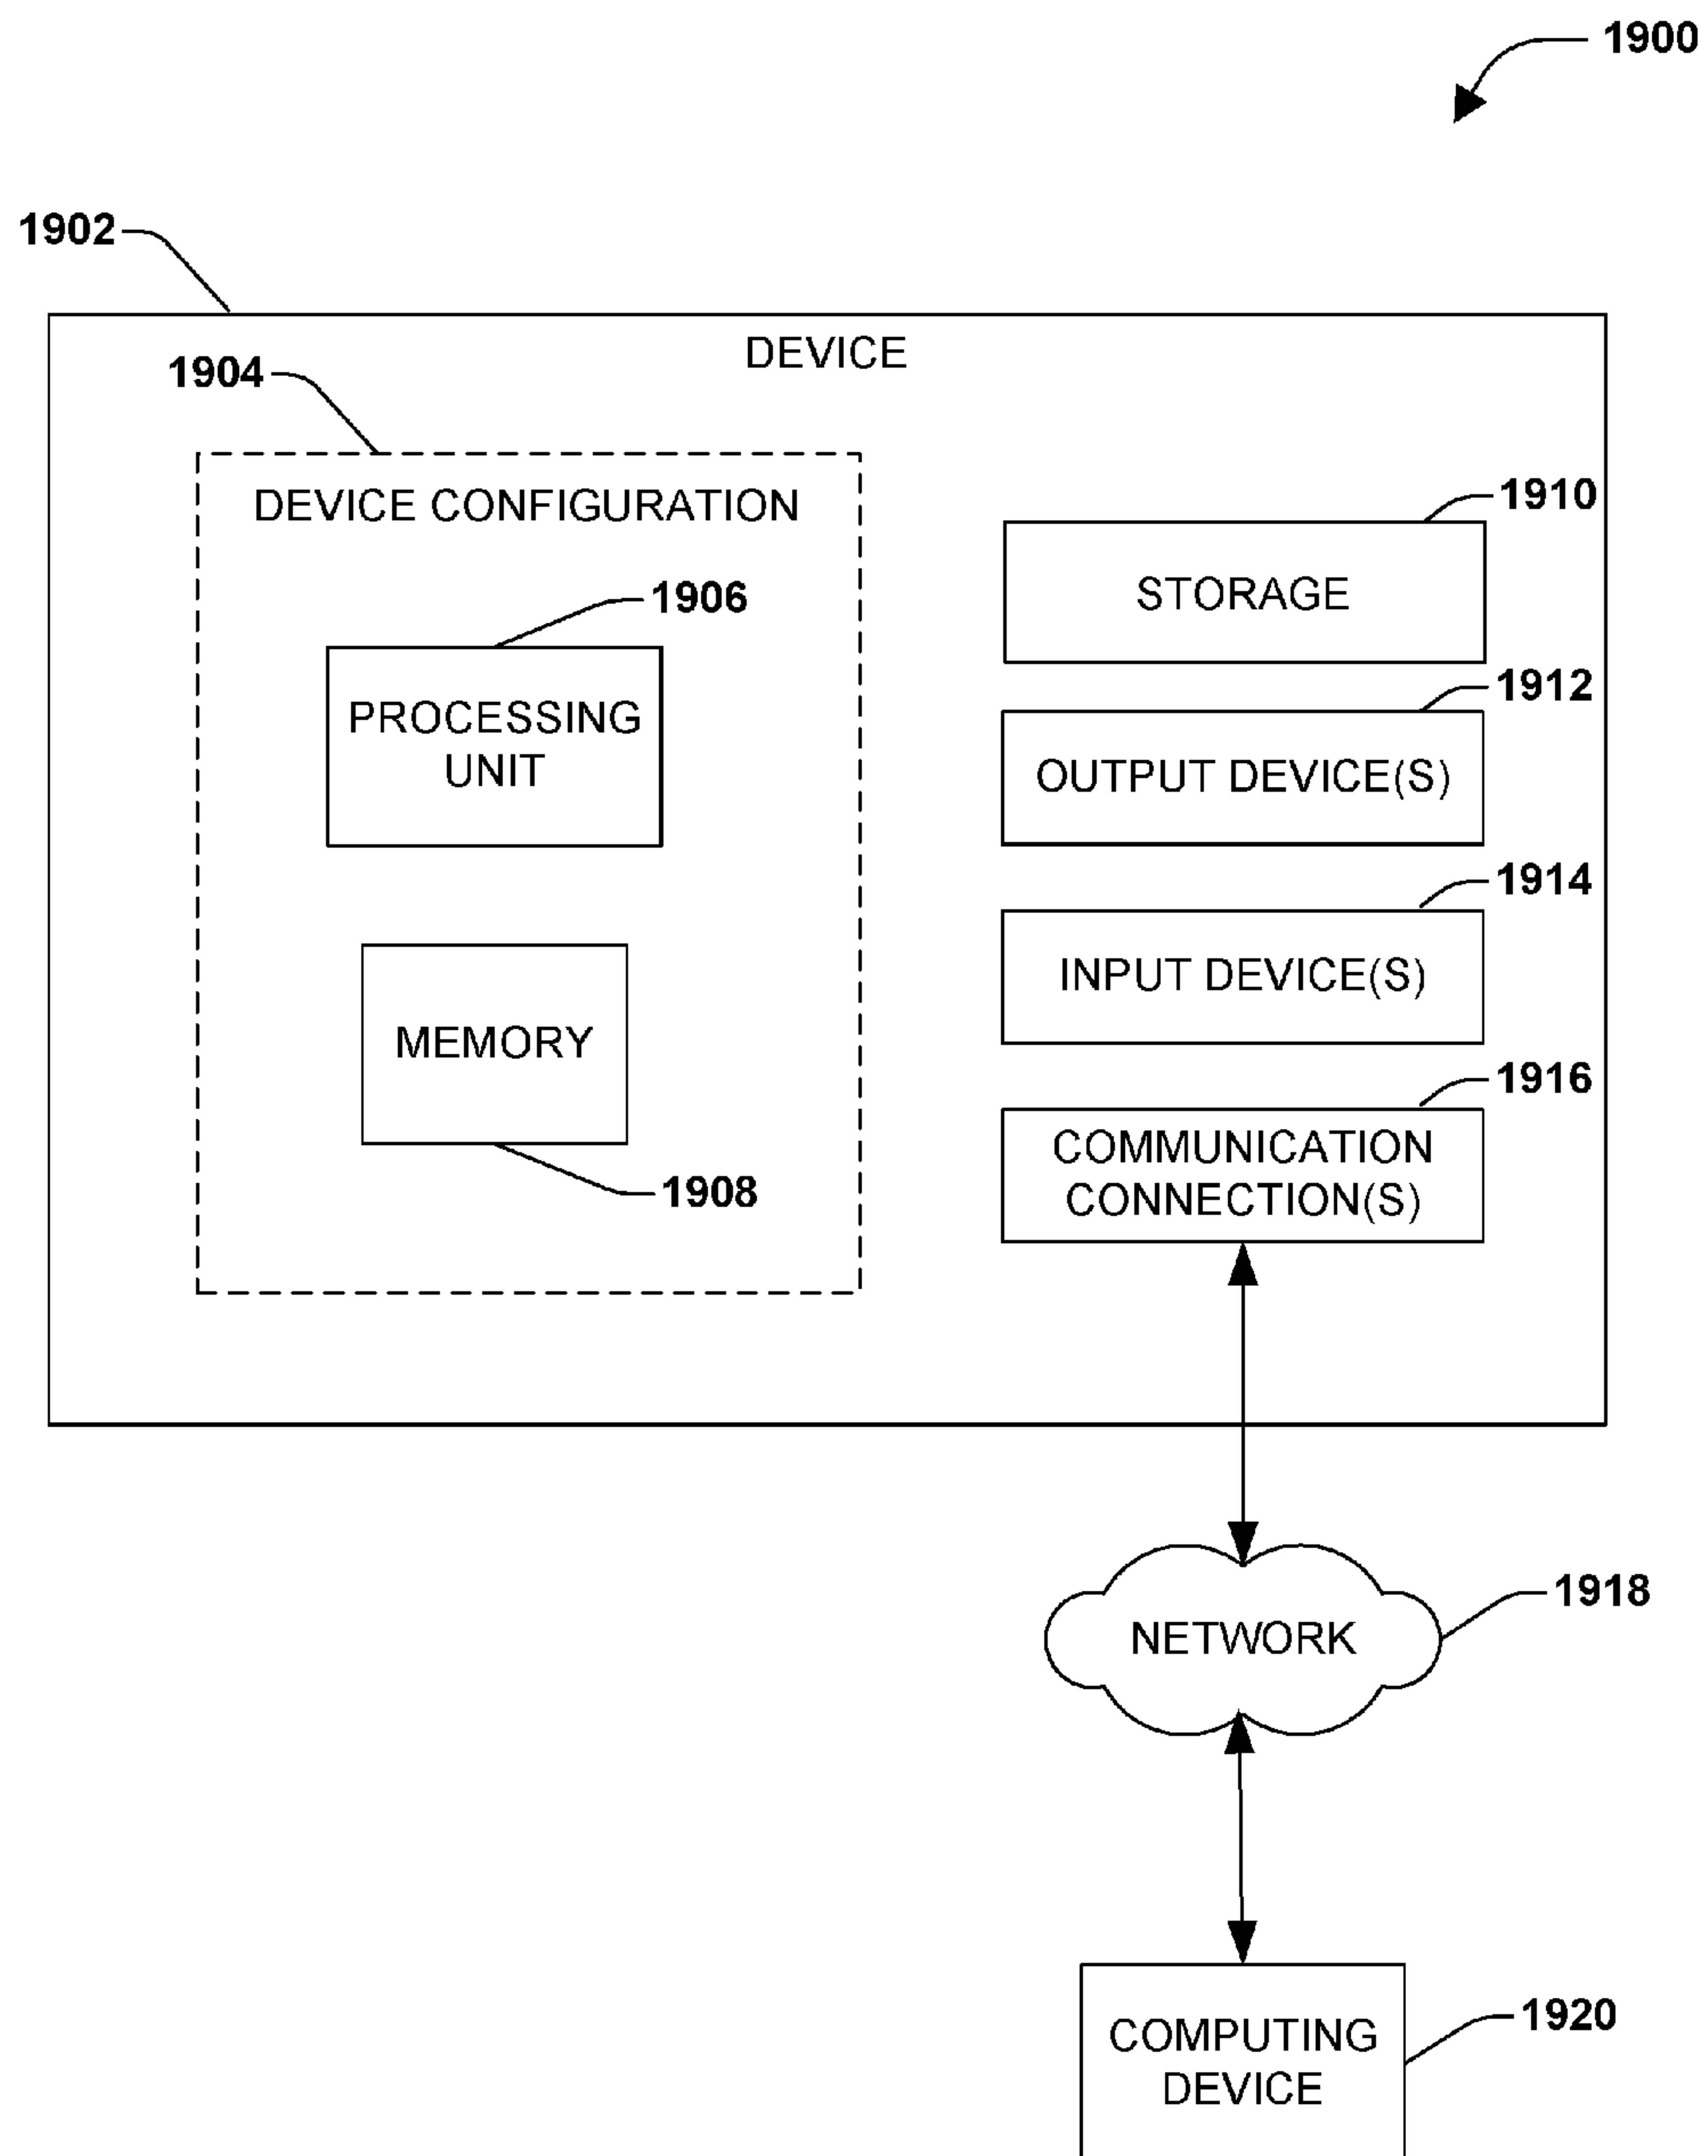 1900
1902
DEVICE
1904
DEVICE CONFIGURATION
1910
STORAGE
1906
PROCESSING
UNIT
1912
OUTPUT DEVICE(S)
1914
INPUT DEVICE(S)
MEMORY
1908
1916
COMMUNICATION
CONNECTION(S)
1918
NETWORK
1920
COMPUTING
DEVICE